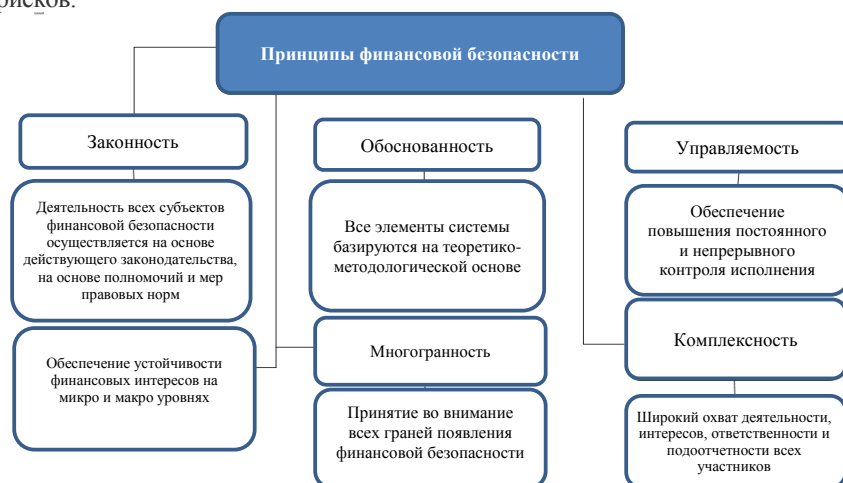 рисков.
Принципы финансовой безопасности
Законность
Обоснованность
Управляемость
Деятельность всех субъектов
финансовой безопасности
осуществляется на основе
действующего законодательства,
на основе полномочий и мер
правовых норм
Все элементы системы
базируются на теоретико-
методологической основе
Обеспечение
повышения постоянного
и непрерывного
контроля исполнения
Обеспечение устойчивости
финансовых интересов на
микро и макро уровнях
Многогранность
Комплексность
Принятие во внимание
всех граней появления
финансовой безопасности
Широкий охват деятельности,
интересов, ответственности и
подоотчетности всех
участников